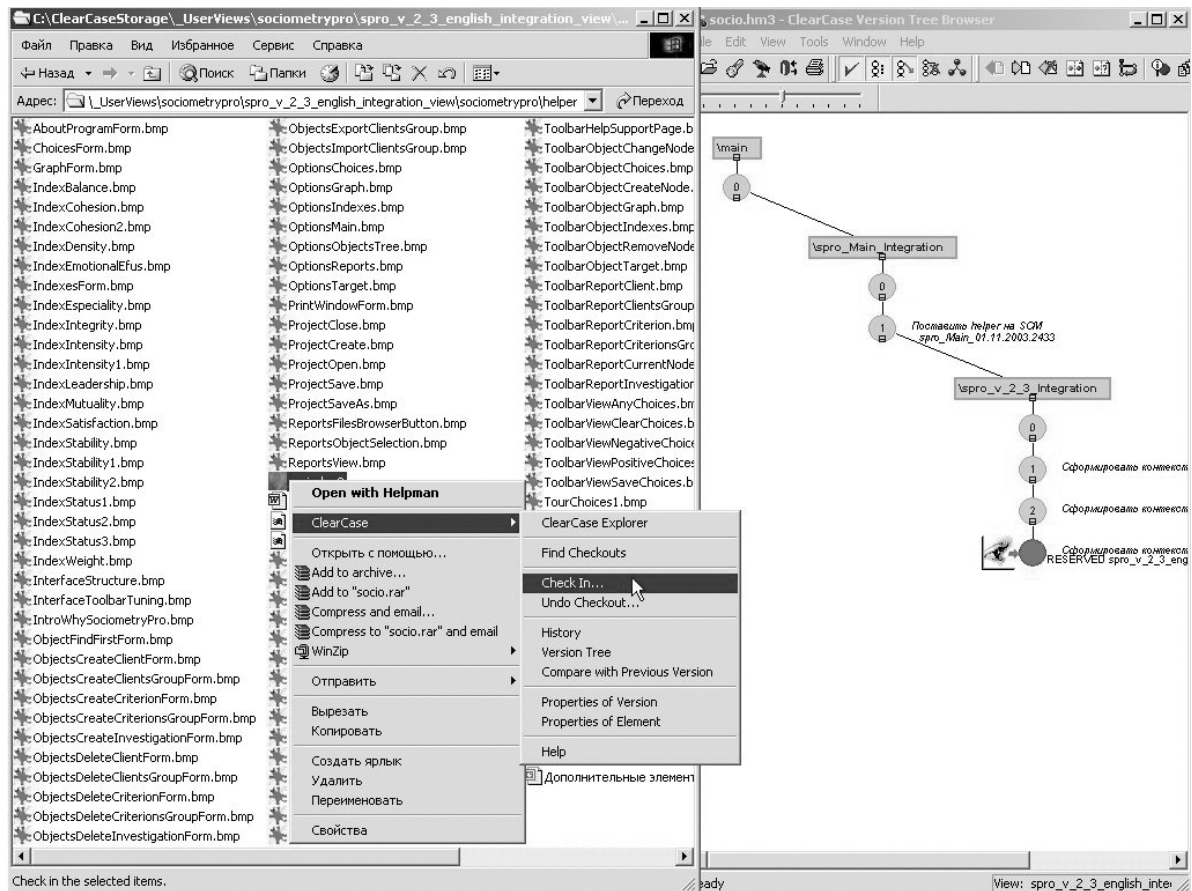 C:\ClearCaseStorage\_UserViews\sociometrypro\spro_v_2_3_english_integration_view\...
Файл Правка Вид Избранное Сервис Справка
Назад Поиск Папки
Адрес: \_UserViews\sociometrypro\spro_v_2_3_english_integration_view\sociometrypro\helper Переход
AboutProgramForm.bmp
ChoicesForm.bmp
GraphForm.bmp
IndexBalance.bmp
IndexCohesion.bmp
IndexCohesion2.bmp
IndexDensity.bmp
IndexEmotionalEfus.bmp
IndexesForm.bmp
IndexEspeciality.bmp
IndexIntegrity.bmp
IndexIntensity.bmp
IndexIntensity1.bmp
IndexLeadership.bmp
IndexMutuality.bmp
IndexSatisfaction.bmp
IndexStability.bmp
IndexStability1.bmp
IndexStability2.bmp
IndexStatus1.bmp
IndexStatus2.bmp
IndexStatus3.bmp
IndexWeight.bmp
InterfaceStructure.bmp
InterfaceToolbarTuning.bmp
IntroWhySociometryPro.bmp
ObjectFindFirstForm.bmp
ObjectsCreateClientForm.bmp
ObjectsCreateClientsGroupForm.bmp
ObjectsCreateCriterionForm.bmp
ObjectsCreateCriterionsGroupForm.bmp
ObjectsCreateInvestigationForm.bmp
ObjectsDeleteClientForm.bmp
ObjectsDeleteClientsGroupForm.bmp
ObjectsDeleteCriterionForm.bmp
ObjectsDeleteCriterionsGroupForm.bmp
ObjectsDeleteInvestigationForm.bmp
ObjectsExportClientsGroup.bmp
ObjectsImportClientsGroup.bmp
OptionsChoices.bmp
OptionsGraph.bmp
OptionsIndexes.bmp
OptionsMain.bmp
OptionsObjectsTree.bmp
OptionsReports.bmp
OptionsTarget.bmp
PrintWindowForm.bmp
ProjectClose.bmp
ProjectCreate.bmp
ProjectOpen.bmp
ProjectSave.bmp
ProjectSaveAs.bmp
ReportsFilesBrowserButton.bmp
ReportsObjectSelection.bmp
ReportsView.bmp
ToolbarHelpSupportPage.b
ToolbarObjectChangeNode
ToolbarObjectChoices.bmp
ToolbarObjectCreateNode.
ToolbarObjectGraph.bmp
ToolbarObjectIndexes.bmp
ToolbarObjectRemoveNode
ToolbarObjectTarget.bmp
ToolbarReportClient.bmp
ToolbarReportClientsGroup
ToolbarReportCriterion.bm
ToolbarReportCriterionsGro
ToolbarReportCurrentNode
ToolbarReportInvestigation
ToolbarViewAnyChoices.bm
ToolbarViewClearChoices.b
ToolbarViewNegativeChoice
ToolbarViewPositiveChoices
ToolbarViewSaveChoices.b
TourChoices1.bmp
Дополнительные элемент
Open with Helpman
ClearCase
Открыть с помощью...
Add to archive...
Add to "socio.rar"
Compress and email...
Compress to "socio.rar" and email
WinZip
Отправить
Вырезать
Копировать
Создать ярлык
Удалить
Переименовать
Свойства
ClearCase Explorer
Find Checkouts
Check In...
Undo Checkout...
History
Version Tree
Compare with Previous Version
Properties of Version
Properties of Element
Help
Check in the selected items.
socio.hm3 - ClearCase Version Tree Browser
ile Edit View Tools Window Help
\main
0
\spro_Main_Integration
0
1
Поставить helper на SCM
spro_Main_01.11.2003.2433
\spro_v_2_3_Integration
0
1 Сформировать контекст
2 Сформировать контекст
Сформировать контекст
RESERVED spro_v_2_3_eng
eady View: spro_v_2_3_english_inte